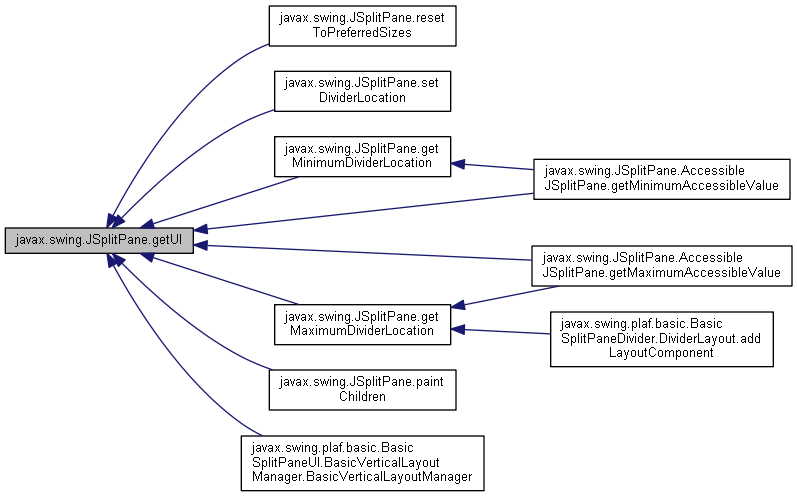 javax.swing.JSplitPane.reset
ToPreferredSizes
javax.swing.JSplitPane.set
DividerLocation
javax.swing.JSplitPane.get
MinimumDividerLocation
javax.swing.JSplitPane.Accessible
JSplitPane.getMinimumAccessibleValue
javax.swing.JSplitPane.getUI
javax.swing.JSplitPane.Accessible
JSplitPane.getMaximumAccessibleValue
javax.swing.JSplitPane.get
MaximumDividerLocation
javax.swing.plaf.basic.Basic
SplitPaneDivider.DividerLayout.add
LayoutComponent
javax.swing.JSplitPane.paint
Children
javax.swing.plaf.basic.Basic
SplitPaneUI.BasicVerticalLayout
Manager.BasicVerticalLayoutManager